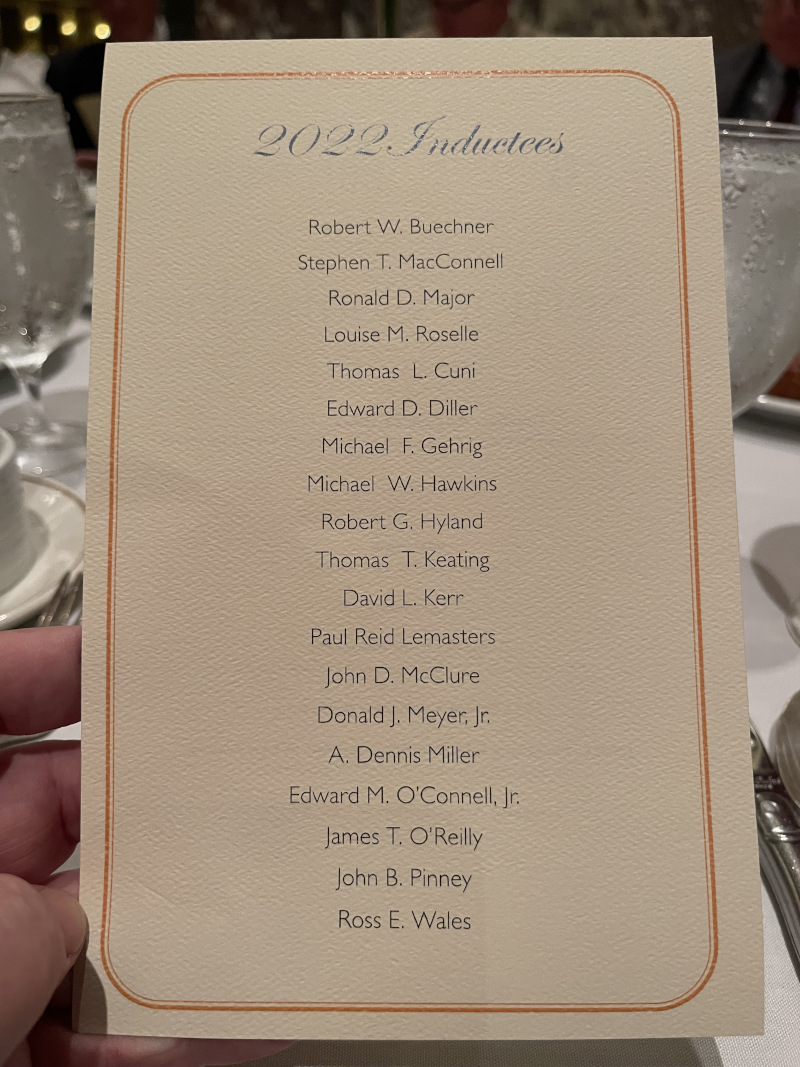 2022 Inductees
Robert W. Buechner
Stephen T. MacConnell
Ronald D. Major
Louise M. Roselle
Thomas L. Cuni
Edward D. Diller
Michael F. Gehrig
Michael W. Hawkins
Robert G. Hyland
Thomas T. Keating
David L. Kerr
Paul Reid Lemasters
John D. McClure
Donald J. Meyer, Jr.
A. Dennis Miller
Edward M. O'Connell, Jr.
James T. O'Reilly
John B. Pinney
Ross E. Wales